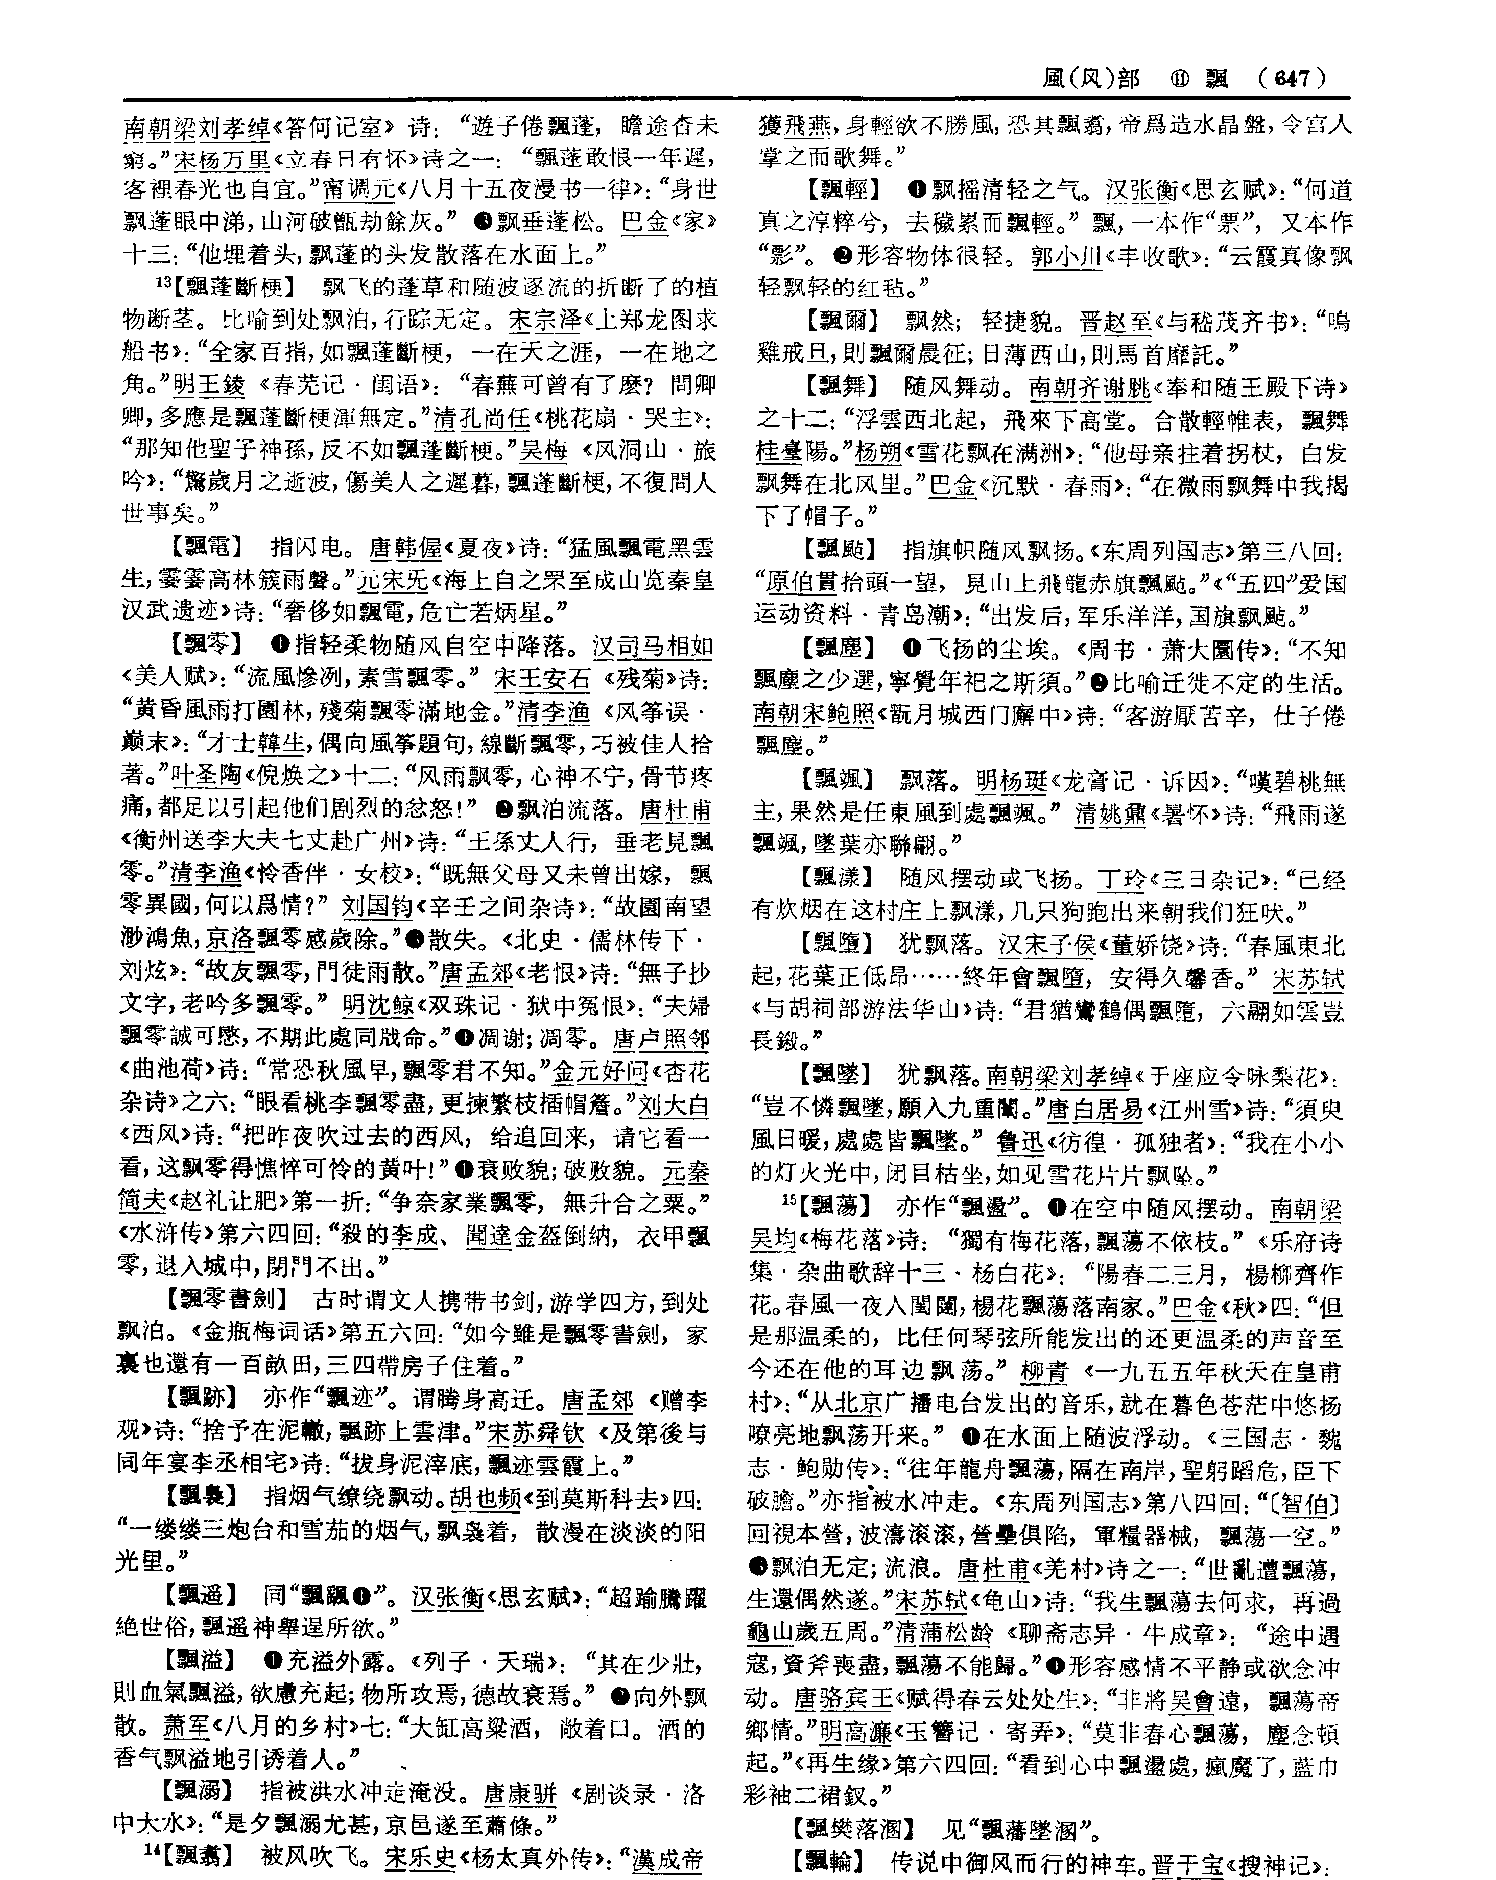 風(风)部 ⑪ 飄 (647)
南朝梁刘孝绰《答何记室》诗：“遊子倦飄蓬，瞻途杳未
窮。”宋杨万里《立春日有怀》诗之一：“飄蓬敢恨一年遲，
客裡春光也自宜。”甯调元《八月十五夜漫书一律》：“身世
飄蓬眼中涕，山河破甑劫餘灰。”❸飘垂蓬松。巴金《家》
十三：“他埋着头，飘蓬的头发散落在水面上。”
¹³【飄蓬斷梗】 飘飞的蓬草和随波逐流的折断了的植
物断茎。比喻到处飘泊，行踪无定。宋宗泽《上郑龙图求
船书》：“全家百指，如飄蓬斷梗，一在天之涯，一在地之
角。”明王錂《春芜记·闺语》：“春蕪可曾有了麽？問卿
卿，多應是飄蓬斷梗渾無定。”清孔尚任《桃花扇·哭主》：
“那知他聖子神孫，反不如飄蓬斷梗。”吴梅《风洞山·旅
吟》：“驚歲月之逝波，傷美人之遲暮，飄蓬斷梗，不復問人
世事矣。”
【飄電】 指闪电。唐韩偓《夏夜》诗：“猛風飄電黑雲
生，霎霎高林簇雨聲。”元宋旡《海上自之罘至成山览秦皇
汉武遗迹》诗：“奢侈如飄電，危亡若炳星。”
【飄零】 ❶指轻柔物随风自空中降落。汉司马相如
《美人赋》：“流風慘冽，素雪飄零。”宋王安石《残菊》诗：
“黄昏風雨打園林，殘菊飄零滿地金。”清李渔《风筝误·
巅末》：“才士韓生，偶向風筝題句，線斷飄零，巧被佳人拾
著。”叶圣陶《倪焕之》十二：“风雨飘零，心神不宁，骨节疼
痛，都足以引起他们剧烈的忿怒！”❷飘泊流落。唐杜甫
《衡州送李大夫七丈赴广州》诗：“王孫丈人行，垂老見飄
零。”清李渔《怜香伴·女校》：“既無父母又未曾出嫁，飄
零異國，何以爲情？”刘国钧《辛壬之间杂诗》：“故園南望
渺鴻魚，京洛飄零感歲除。”❸散失。《北史·儒林传下·
刘炫》：“故友飄零，門徒雨散。”唐孟郊《老恨》诗：“無子抄
文字，老吟多飄零。”明沈鲸《双珠记·狱中冤恨》：“夫婦
飄零誠可愍，不期此處同戕命。”❹凋谢；凋零。唐卢照邻
《曲池荷》诗：“常恐秋風早，飄零君不知。”金元好问《杏花
杂诗》之六：“眼看桃李飄零盡，更揀繁枝插帽簷。”刘大白
《西风》诗：“把昨夜吹过去的西风，给追回来，请它看一
看，这飘零得憔悴可怜的黄叶！”❺衰败貌；破败貌。元秦
简夫《赵礼让肥》第一折：“争奈家業飄零，無升合之粟。”
《水浒传》第六四回：“殺的李成、聞達金盔倒納，衣甲飄
零，退入城中，閉門不出。”
【飄零書劍】 古时谓文人携带书剑，游学四方，到处
飘泊。《金瓶梅词话》第五六回：“如今雖是飄零書劍，家
裏也還有一百畝田，三四帶房子住着。”
【飄跡】 亦作“飄迹”。谓腾身高迁。唐孟郊《赠李
观》诗：“捨予在泥轍，飄跡上雲津。”宋苏舜钦《及第後与
同年宴李丞相宅》诗：“拔身泥滓底，飄迹雲霞上。”
【飄裊】 指烟气缭绕飘动。胡也频《到莫斯科去》四：
“一缕缕三炮台和雪茄的烟气，飘袅着，散漫在淡淡的阳
光里。”
【飄遥】 同“飄颻❶”。汉张衡《思玄赋》：“超踰騰躍
絶世俗，飄遥神舉逞所欲。”
【飄溢】 ❶充溢外露。《列子·天瑞》：“其在少壯，
則血氣飄溢，欲慮充起；物所攻焉，德故衰焉。”❷向外飘
散。萧军《八月的乡村》七：“大缸高粱酒，敞着口。酒的
香气飘溢地引诱着人。”
【飄溺】 指被洪水冲走淹没。唐康骈《剧谈录·洛
中大水》：“是夕飄溺尤甚，京邑遂至蕭條。”
¹⁴【飄翥】 被风吹飞。宋乐史《杨太真外传》：“漢成帝
獲飛燕，身輕欲不勝風，恐其飄翥，帝爲造水晶盤，令宫人
掌之而歌舞。”
【飄輕】 ❶飘摇清轻之气。汉张衡《思玄赋》：“何道
真之淳粹兮，去穢累而飄輕。”飄，一本作“票”，又本作
“影”。❷形容物体很轻。郭小川《丰收歌》：“云霞真像飘
轻飘轻的红毡。”
【飄爾】 飘然；轻捷貌。晋赵至《与嵇茂齐书》：“鳴
雞戒旦，則飄爾晨征；日薄西山，則馬首靡託。”
【飄舞】 随风舞动。南朝齐谢朓《奉和随王殿下诗》
之十二：“浮雲西北起，飛來下高堂。合散輕帷表，飄舞
桂臺陽。”杨朔《雪花飘在满洲》：“他母亲拄着拐杖，白发
飘舞在北风里。”巴金《沉默·春雨》：“在微雨飘舞中我揭
下了帽子。”
【飄颭】 指旗帜随风飘扬。《东周列国志》第三八回：
“原伯貫抬頭一望，見山上飛龍赤旗飄颭。”《“五四”爱国
运动资料·青岛潮》：“出发后，军乐洋洋，国旗飘颭。”
【飄塵】 ❶飞扬的尘埃。《周书·萧大圜传》：“不知
飄塵之少選，寧覺年祀之斯須。”❷比喻迁徙不定的生活。
南朝宋鲍照《翫月城西门廨中》诗：“客游厭苦辛，仕子倦
飄塵。”
【飄颯】 飘落。明杨珽《龙膏记·诉因》：“嘆碧桃無
主，果然是任東風到處飄颯。”清姚鼐《署怀》诗：“飛雨遂
飄颯，墜葉亦聯翩。”
【飄漾】 随风摆动或飞扬。丁玲《三日杂记》：“已经
有炊烟在这村庄上飘漾，几只狗跑出来朝我们狂吠。”
【飄墮】 犹飘落。汉宋子侯《董娇饶》诗：“春風東北
起，花葉正低昂……終年會飄墮，安得久馨香。”宋苏轼
《与胡祠部游法华山》诗：“君猶鸞鶴偶飄墮，六翮如雲豈
長鎩。”
【飄墜】 犹飘落。南朝梁刘孝绰《于座应令咏梨花》：
“豈不憐飄墜，願入九重闈。”唐白居易《江州雪》诗：“須臾
風日暖，處處皆飄墜。”鲁迅《彷徨·孤独者》：“我在小小
的灯火光中，闭目枯坐，如见雪花片片飘坠。”
¹⁵【飄蕩】 亦作“飄盪”。❶在空中随风摆动。南朝梁
吴均《梅花落》诗：“獨有梅花落，飄蕩不依枝。”《乐府诗
集·杂曲歌辞十三·杨白花》：“陽春二三月，楊柳齊作
花。春風一夜入閨闥，楊花飄蕩落南家。”巴金《秋》四：“但
是那温柔的，比任何琴弦所能发出的还更温柔的声音至
今还在他的耳边飘荡。”柳青《一九五五年秋天在皇甫
村》：“从北京广播电台发出的音乐，就在暮色苍茫中悠扬
嘹亮地飘荡开来。”❷在水面上随波浮动。《三国志·魏
志·鲍勋传》：“往年龍舟飄蕩，隔在南岸，聖躬蹈危，臣下
破膽。”亦指被水冲走。《东周列国志》第八四回：“〔智伯〕
回視本營，波濤滚滚，營壘俱陷，軍糧器械，飄蕩一空。”
❸飘泊无定；流浪。唐杜甫《羌村》诗之一：“世亂遭飄蕩，
生還偶然遂。”宋苏轼《龟山》诗：“我生飄蕩去何求，再過
龜山歲五周。”清蒲松龄《聊斋志异·牛成章》：“途中遇
寇，資斧喪盡，飄蕩不能歸。”❹形容感情不平静或欲念冲
动。唐骆宾王《赋得春云处处生》：“非將吴會遠，飄蕩帝
鄉情。”明高濂《玉簪记·寄弄》：“莫非春心飄蕩，塵念頓
起。”《再生缘》第六四回：“看到心中飄盪處，瘋魔了，蓝巾
彩袖二裙釵。”
【飄樊落溷】 见“飄藩墜溷”。
【飄輪】 传说中御风而行的神车。晋干宝《搜神记》：